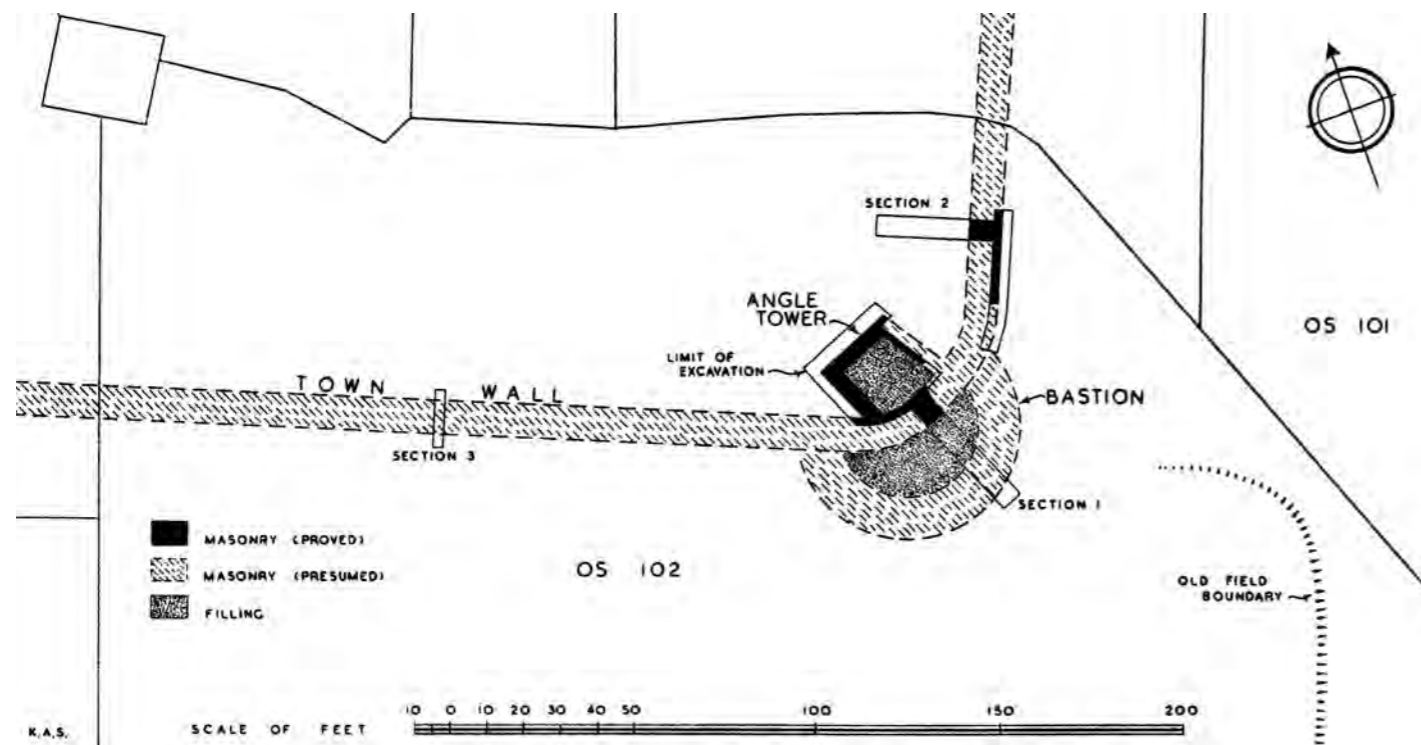 SECTION 2
ANGLE
TOWER
OS 101
LIMIT OF
EXCAVATION
TOWN WALL
BASTION
SECTION 3
SECTION 1
MASONRY (PROVED)
OS 102
MASONRY (PRESUMED)
OLD FIELD
BOUNDARY
FILLING
10 0 10 20 30 40 50 100 150 200
K.A.S.
SCALE OF FEET